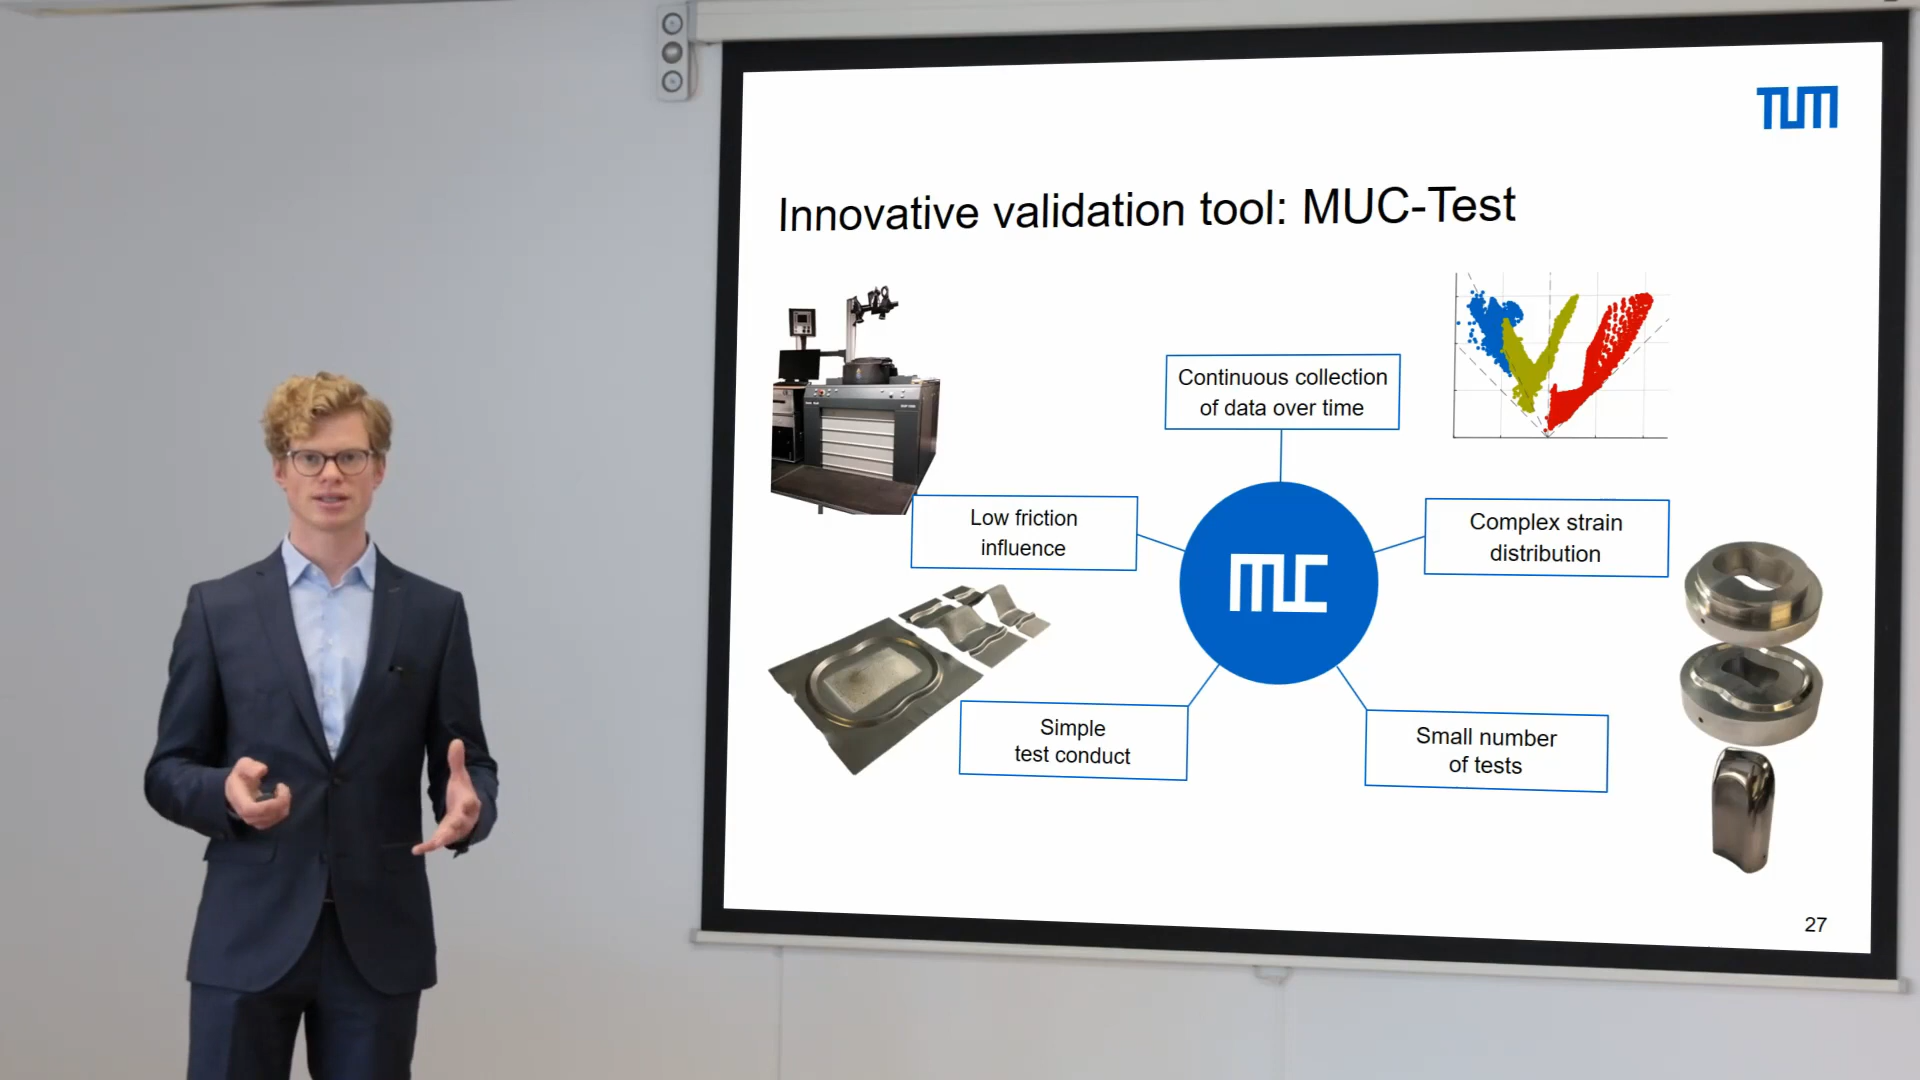 TUM
Innovative validation tool: MUC-Test
Continuous collection
of data over time
Low friction
influence
Complex strain
distribution
MUC
Simple
test conduct
Small number
of tests
27